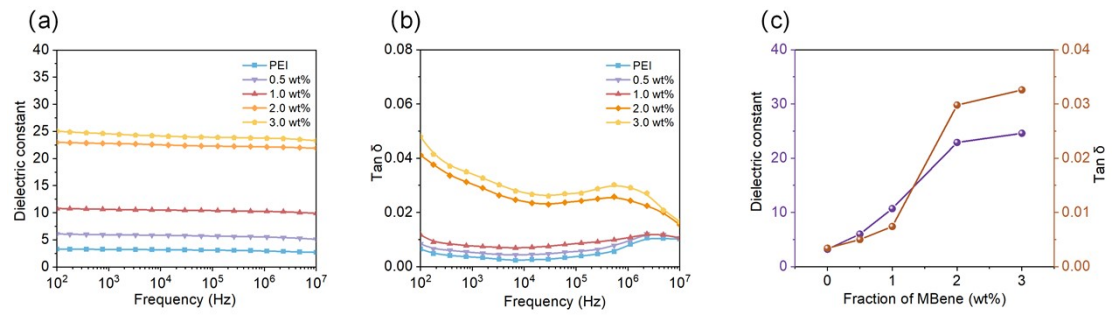 (a)
Dielectric constant
40
35
30
25
20
15
10
5
0
PEI
0.5 wt%
1.0 wt%
2.0 wt%
3.0 wt%
10² 10³ 10⁴ 10⁵ 10⁶ 10⁷
Frequency (Hz)
(b)
Tan δ
0.08
0.06
0.04
0.02
0.00
PEI
0.5 wt%
1.0 wt%
2.0 wt%
3.0 wt%
10² 10³ 10⁴ 10⁵ 10⁶ 10⁷
Frequency (Hz)
(c)
Dielectric constant
40
30
20
10
0
0 1 2 3
Fraction of MBene (wt%)
0.04
0.03
0.02
0.01
0.00
Tan δ